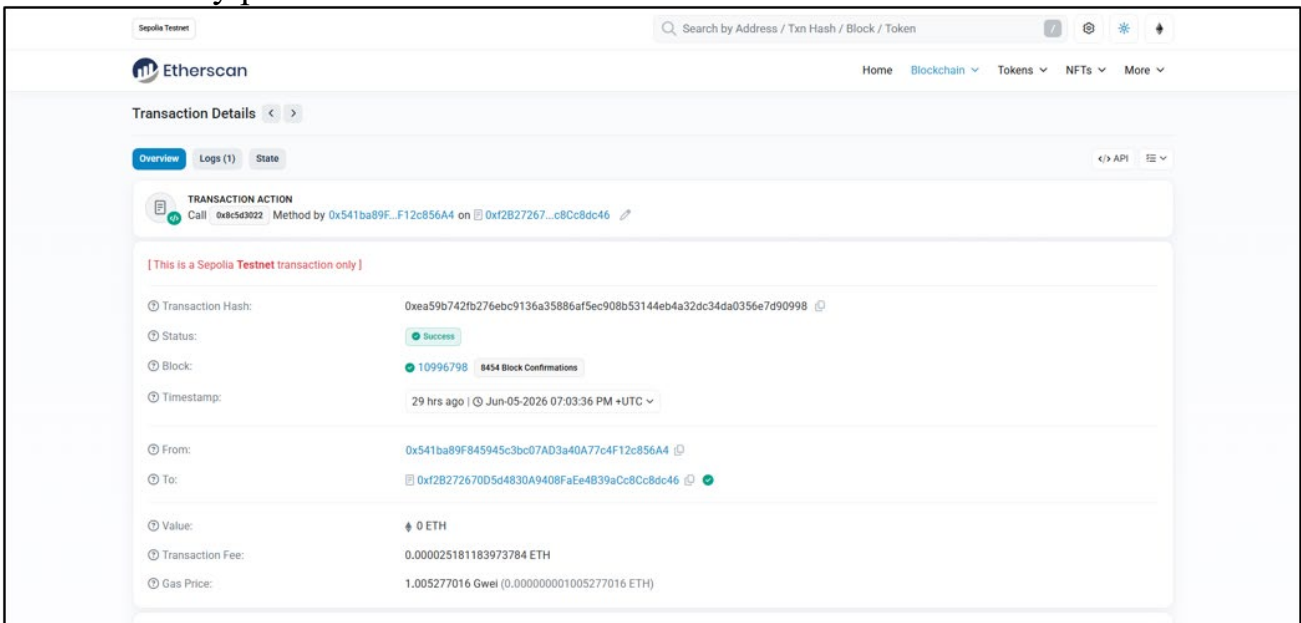 Sepolia Testnet
Search by Address / Txn Hash / Block / Token
/
Etherscan
Home Blockchain Tokens NFTs More
Transaction Details < >
Overview Logs (1) State
</> API
TRANSACTION ACTION
Call 0x8c5d3022 Method by 0x541ba89F...F12c856A4 on 0xf2B27267...c8Cc8dc46
[ This is a Sepolia Testnet transaction only ]
Transaction Hash: 0xea59b742fb276ebc9136a35886af5ec908b53144eb4a32dc34da0356e7d90998
Status: Success
Block: 10996798 8454 Block Confirmations
Timestamp: 29 hrs ago | Jun-05-2026 07:03:36 PM +UTC
From: 0x541ba89F845945c3bc07AD3a40A77c4F12c856A4
To: 0xf2B272670D5d4830A9408FaEe4B39aCc8Cc8dc46
Value: 0 ETH
Transaction Fee: 0.000025181183973784 ETH
Gas Price: 1.005277016 Gwei (0.000000001005277016 ETH)